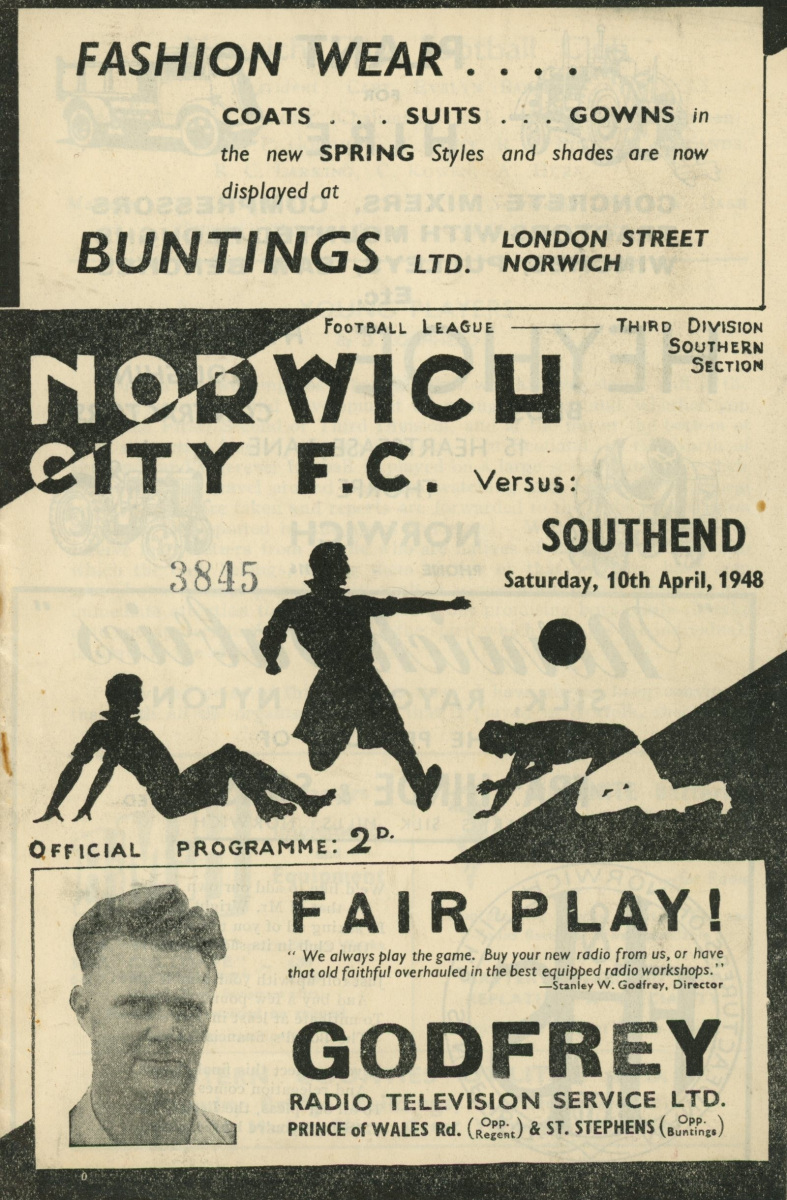 FASHION WEAR . . . .
COATS . . . SUITS . . . GOWNS in
the new SPRING Styles and shades are now
displayed at
BUNTINGS LTD. LONDON STREET
NORWICH
FOOTBALL LEAGUE —— THIRD DIVISION
SOUTHERN
SECTION
NORWICH
CITY F.C. Versus:
SOUTHEND
Saturday, 10th April, 1948
3845
OFFICIAL PROGRAMME: 2D.
FAIR PLAY!
" We always play the game. Buy your new radio from us, or have
that old faithful overhauled in the best equipped radio workshops."
—Stanley W. Godfrey, Director
GODFREY
RADIO TELEVISION SERVICE LTD.
PRINCE of WALES Rd. (Opp. Regent) & ST. STEPHENS (Opp. Buntings)